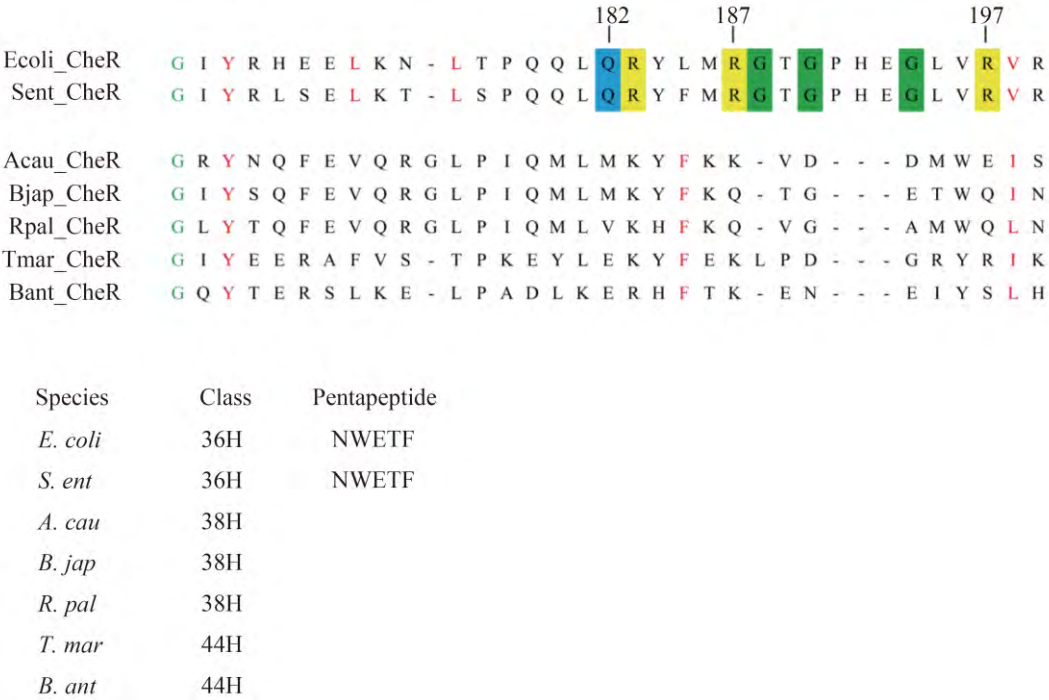 182 187 197
Ecoli_CheR G I Y R H E E L K N - L T P Q Q L Q R Y L M R G T G P H E G L V R V R
Sent_CheR G I Y R L S E L K T - L S P Q Q L Q R Y F M R G T G P H E G L V R V R
Acau_CheR G R Y N Q F E V Q R G L P I Q M L M K Y F K K - V D - - - D M W E I S
Bjap_CheR G I Y S Q F E V Q R G L P I Q M L M K Y F K Q - T G - - - E T W Q I N
Rpal_CheR G L Y T Q F E V Q R G L P I Q M L V K H F K Q - V G - - - A M W Q L N
Tmar_CheR G I Y E E R A F V S - T P K E Y L E K Y F E K L P D - - - G R Y R I K
Bant_CheR G Q Y T E R S L K E - L P A D L K E R H F T K - E N - - - E I Y S L H
Species Class Pentapeptide
E. coli 36H NWETF
S. ent 36H NWETF
A. cau 38H
B. jap 38H
R. pal 38H
T. mar 44H
B. ant 44H